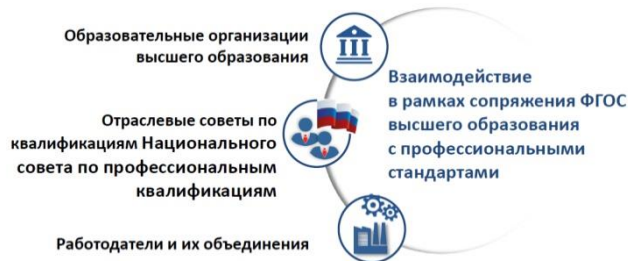 Образовательные организации
высшего образования
Отраслевые советы по
квалификациям Национального
совета по профессиональным
квалификациям
Работодатели и их объединения
Взаимодействие
в рамках сопряжения ФГОС
высшего образования
с профессиональными
стандартами